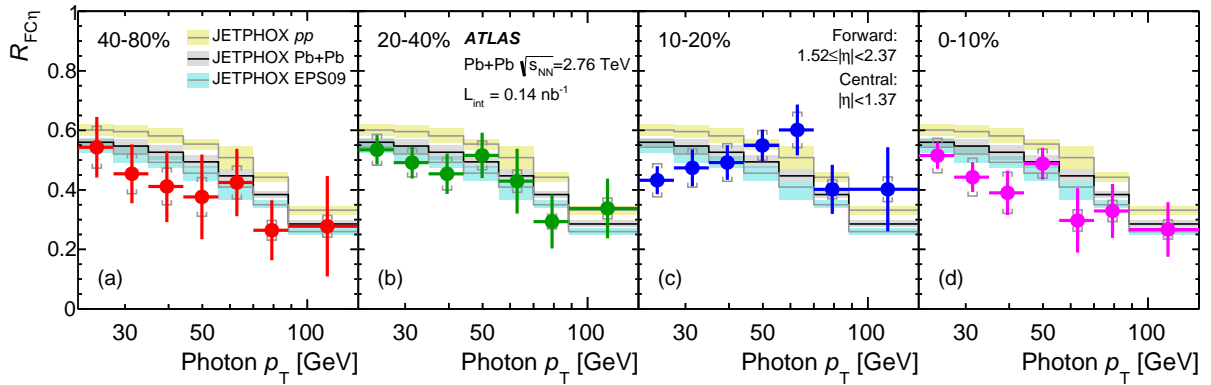 R_FCη
1
0.8
0.6
0.4
0.2
0
40-80%
JETPHOX pp
JETPHOX Pb+Pb
JETPHOX EPS09
(a)
30
50
100
Photon p_T [GeV]
20-40%
ATLAS
Pb+Pb √s_NN=2.76 TeV
L_int = 0.14 nb⁻¹
(b)
30
50
100
Photon p_T [GeV]
10-20%
Forward:
1.52≤|η|<2.37
Central:
|η|<1.37
(c)
30
50
100
Photon p_T [GeV]
0-10%
(d)
30
50
100
Photon p_T [GeV]